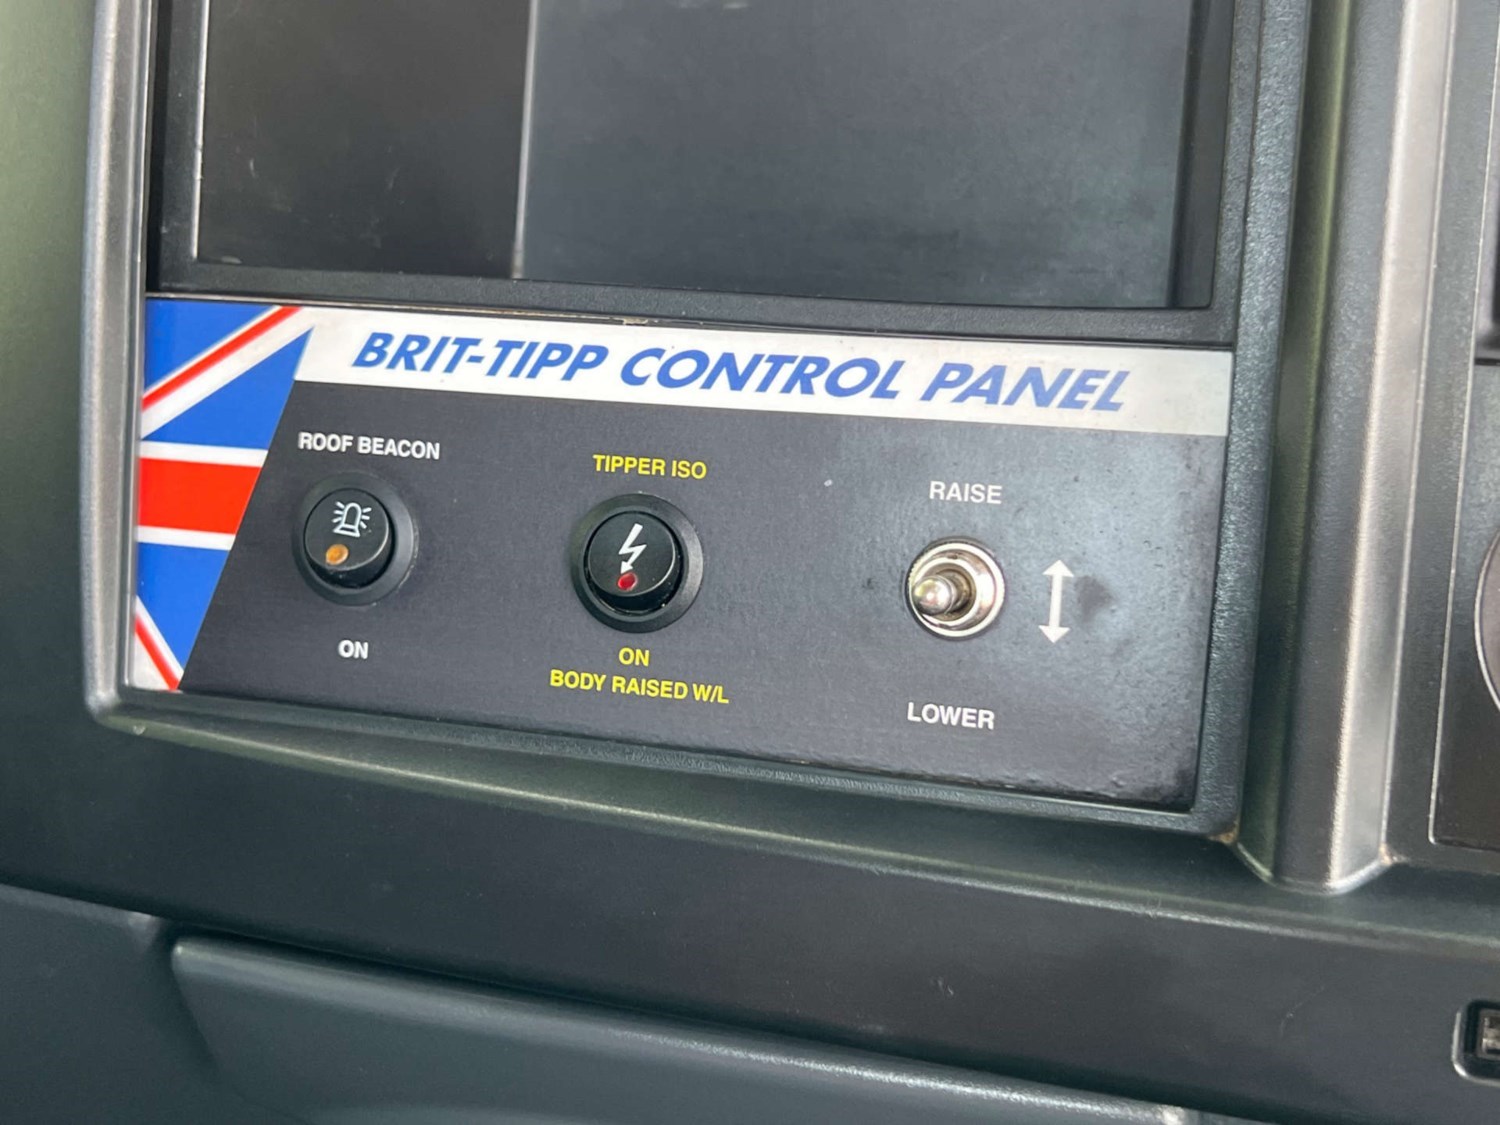 BRIT-TIPP CONTROL PANEL
ROOF BEACON
ON
TIPPER ISO
ON
BODY RAISED W/L
RAISE
LOWER